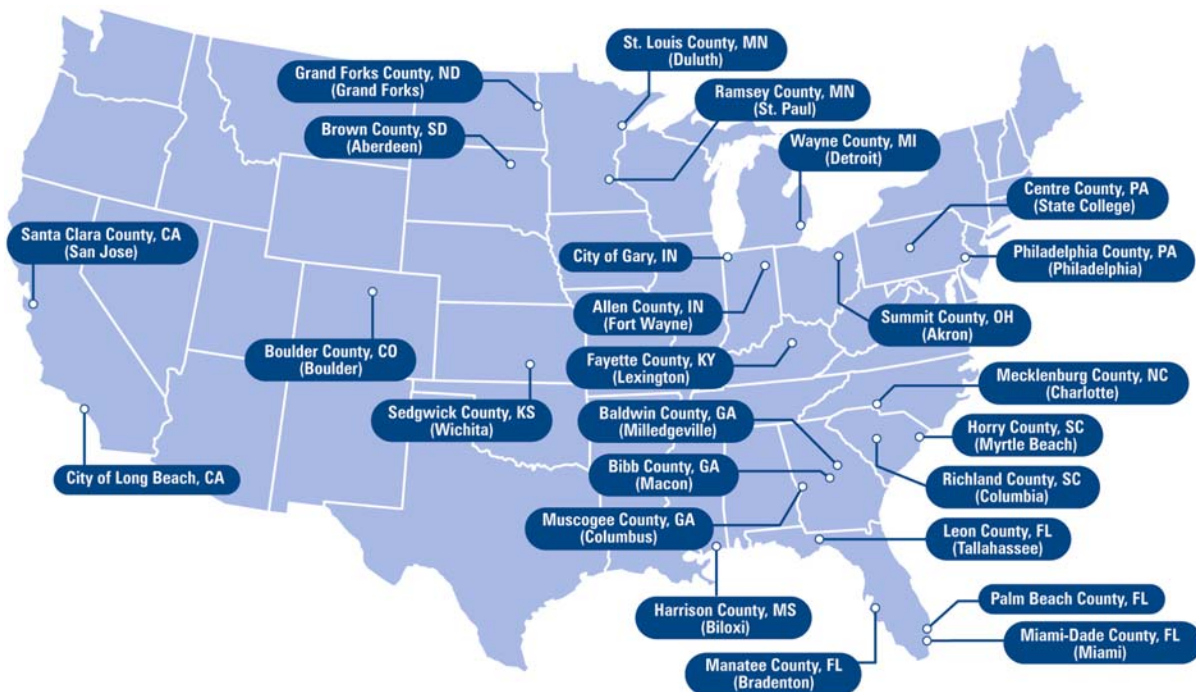 St. Louis County, MN
(Duluth)
Grand Forks County, ND
(Grand Forks)
Ramsey County, MN
(St. Paul)
Brown County, SD
(Aberdeen)
Wayne County, MI
(Detroit)
Centre County, PA
(State College)
Santa Clara County, CA
(San Jose)
City of Gary, IN
Philadelphia County, PA
(Philadelphia)
Allen County, IN
(Fort Wayne)
Summit County, OH
(Akron)
Boulder County, CO
(Boulder)
Fayette County, KY
(Lexington)
Mecklenburg County, NC
(Charlotte)
Sedgwick County, KS
(Wichita)
Baldwin County, GA
(Milledgeville)
Horry County, SC
(Myrtle Beach)
City of Long Beach, CA
Bibb County, GA
(Macon)
Richland County, SC
(Columbia)
Muscogee County, GA
(Columbus)
Leon County, FL
(Tallahassee)
Harrison County, MS
(Biloxi)
Palm Beach County, FL
Miami-Dade County, FL
(Miami)
Manatee County, FL
(Bradenton)